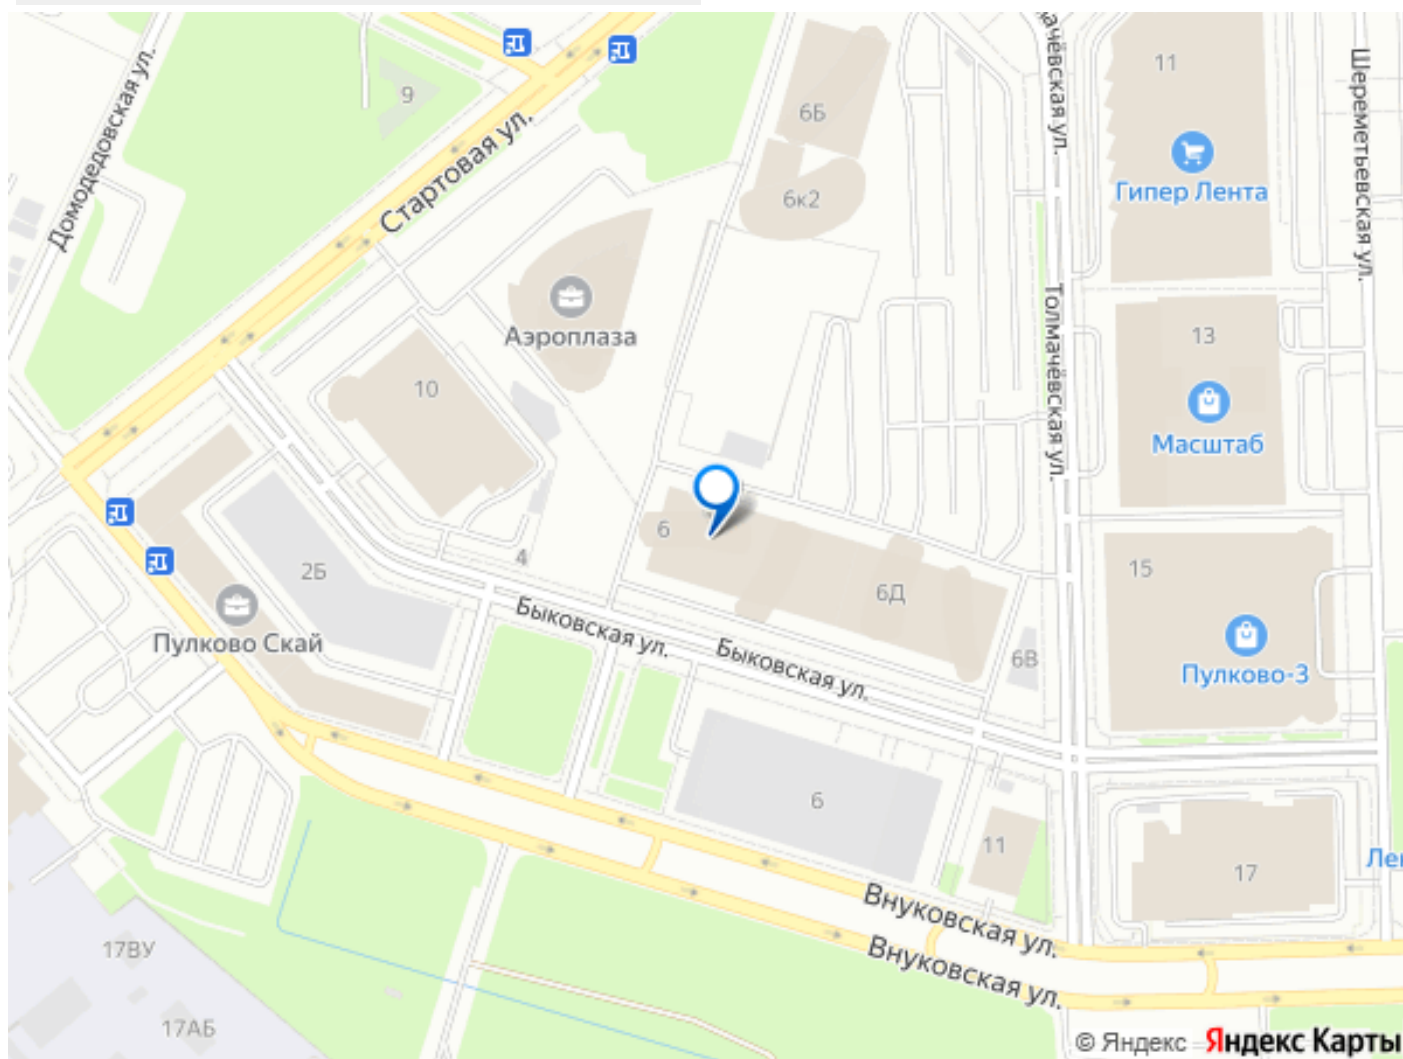 Домодедовская ул.
9
Стартовая ул.
6Б
6к2
11
Гипер Лента
Шереметьевская ул.
Аэроплаза
10
Толмачёвская ул.
13
Масштаб
2Б
Пулково Скай
4
6
6Д
Быковская ул.
Быковская ул.
6В
15
Пулково-3
6
11
17
Внуковская ул.
Внуковская ул.
17ВУ
17АБ
© Яндекс Яндекс Карты